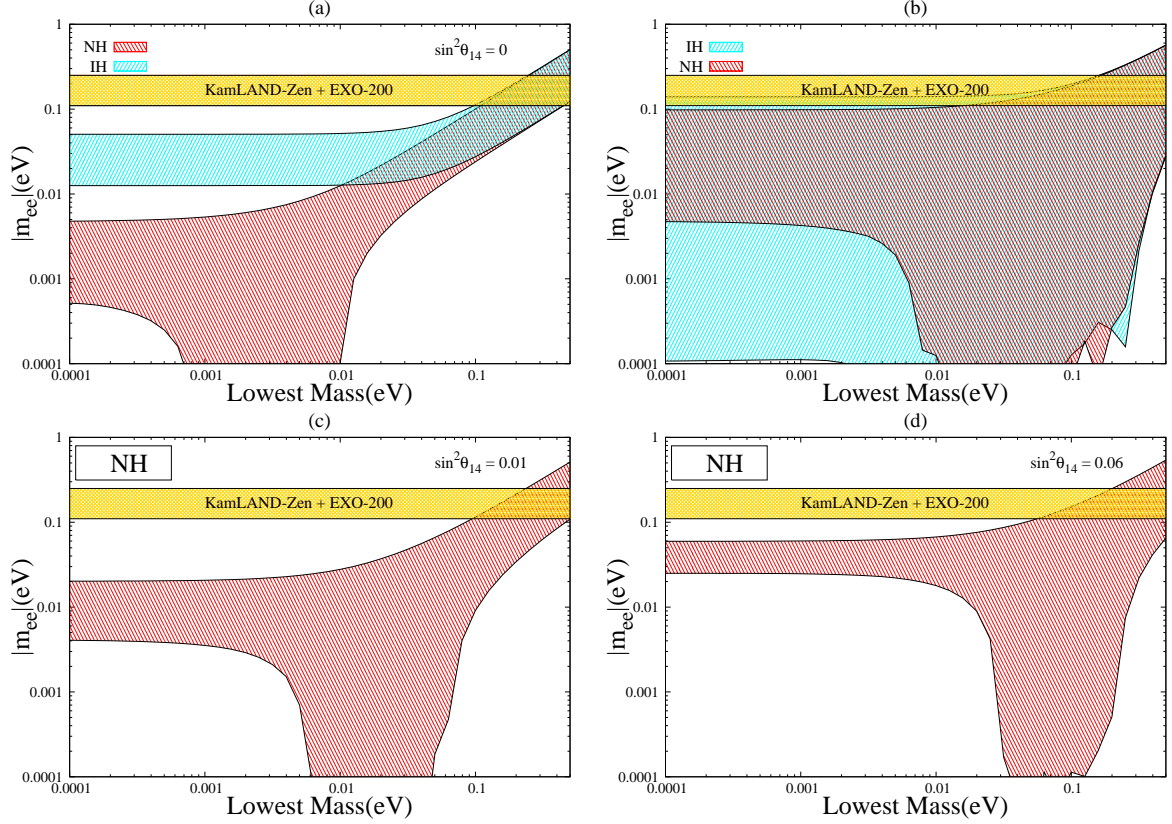 (a)
1
0.1
0.01
0.001
0.0001
|m_ee|(eV)
NH
IH
sin²θ₁₄ = 0
KamLAND-Zen + EXO-200
0.0001 0.001 0.01 0.1
Lowest Mass(eV)
(b)
1
0.1
0.01
0.001
0.0001
|m_ee|(eV)
IH
NH
KamLAND-Zen + EXO-200
0.0001 0.001 0.01 0.1
Lowest Mass(eV)
(c)
1
0.1
0.01
0.001
0.0001
|m_ee|(eV)
NH
sin²θ₁₄ = 0.01
KamLAND-Zen + EXO-200
0.0001 0.001 0.01 0.1
Lowest Mass(eV)
(d)
1
0.1
0.01
0.001
0.0001
|m_ee|(eV)
NH
sin²θ₁₄ = 0.06
KamLAND-Zen + EXO-200
0.0001 0.001 0.01 0.1
Lowest Mass(eV)